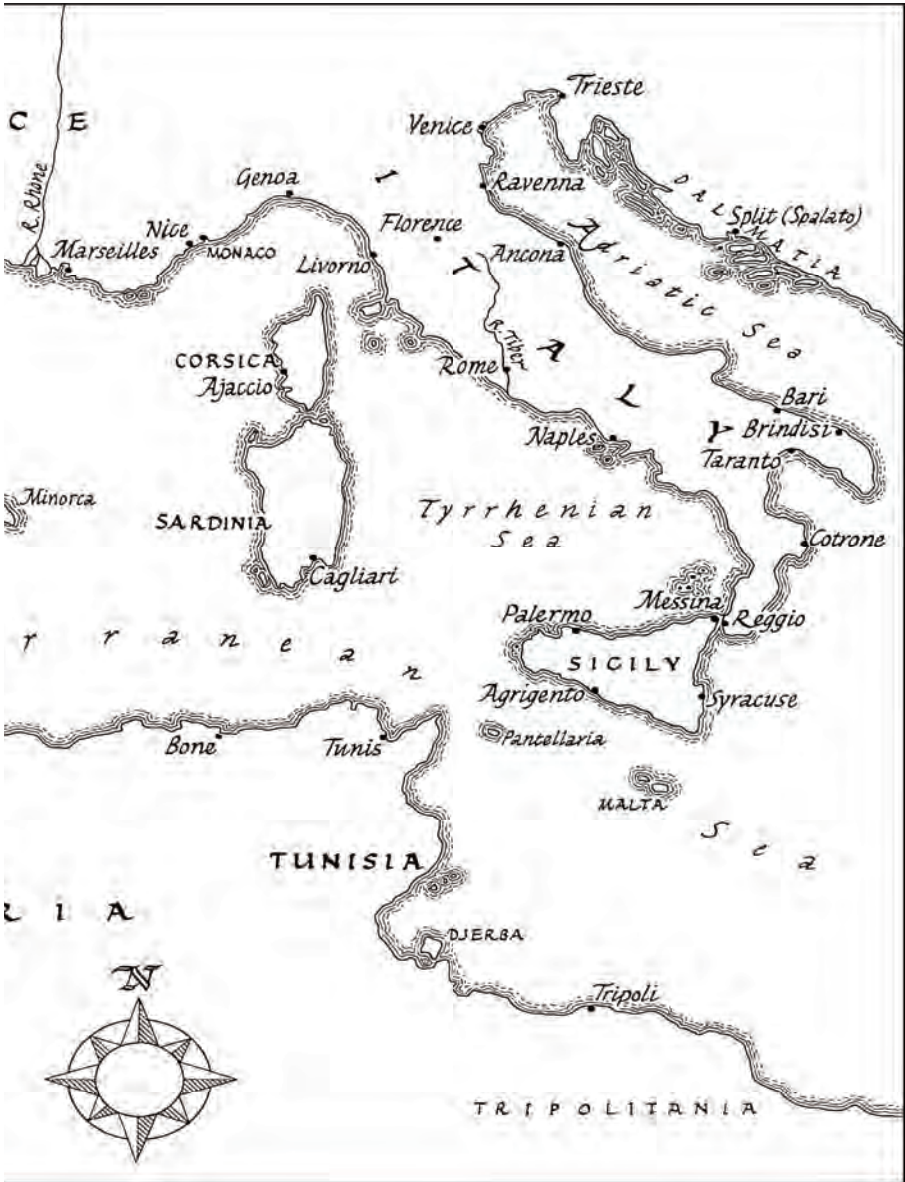 Trieste
C E
Venice
R. Rhone
Genoa
I T A L Y
Ravenna
DALMATIA
Florence
Split (Spalato)
Nice
MONACO
Marseilles
Livorno
Ancona
Adriatic Sea
R. Tiber
CORSICA
Ajaccio
Rome
Bari
Naples
Brindisi
Taranto
Minorca
SARDINIA
Tyrrhenian
Sea
Cotrone
Cagliari
Messina
Palermo
Reggio
r r a n e a n
SICILY
Agrigento
Syracuse
Bone
Tunis
Pantellaria
MALTA
Sea
TUNISIA
R I A
DJERBA
N
Tripoli
TRIPOLITANIA